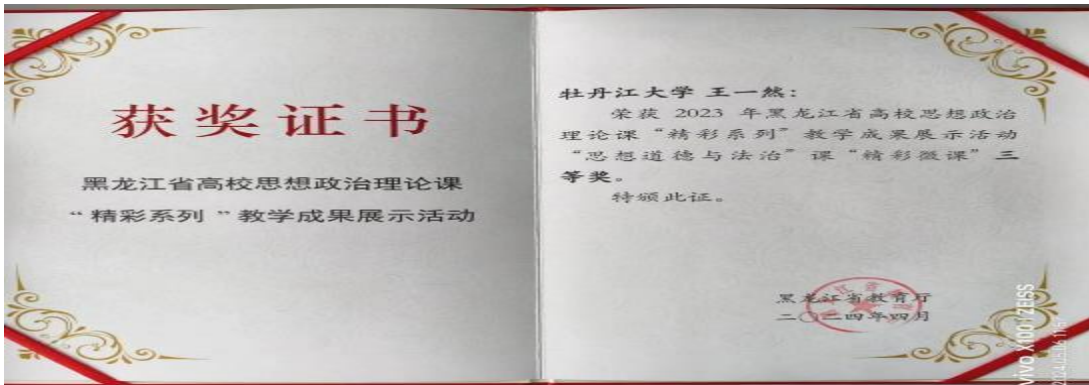 获奖证书
黑龙江省高校思想政治理论课
“精彩系列”教学成果展示活动
牡丹江大学 王一然：
荣获 2023 年黑龙江省高校思想政治
理论课“精彩系列”教学成果展示活动
“思想道德与法治”课“精彩微课”三
等奖。
特颁此证。
黑龙江省教育厅
二〇二四年四月
vivo X100 | ZEISS